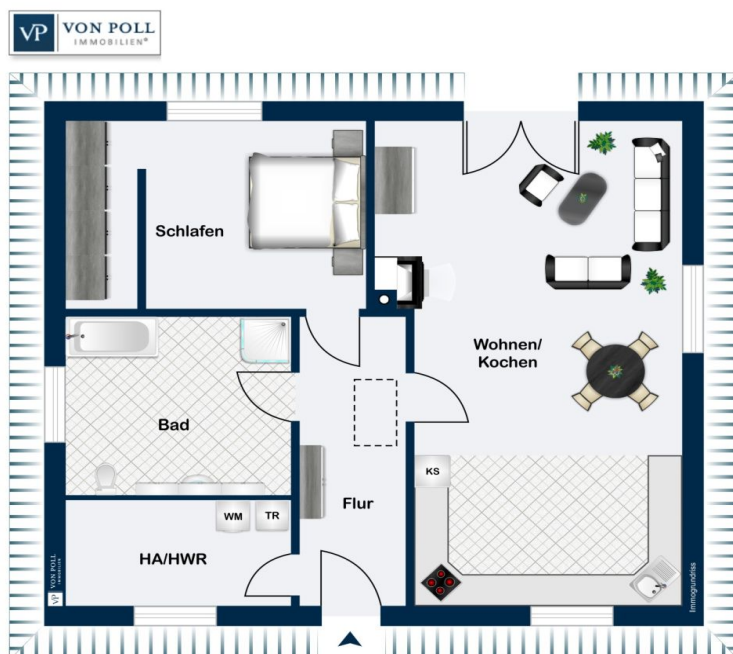 VP VON POLL
IMMOBILIEN®
Schlafen
Wohnen/
Kochen
Bad
KS
Flur
WM
TR
HA/HWR
VP VON POLL
IMMOBILIEN
Immogrundriss